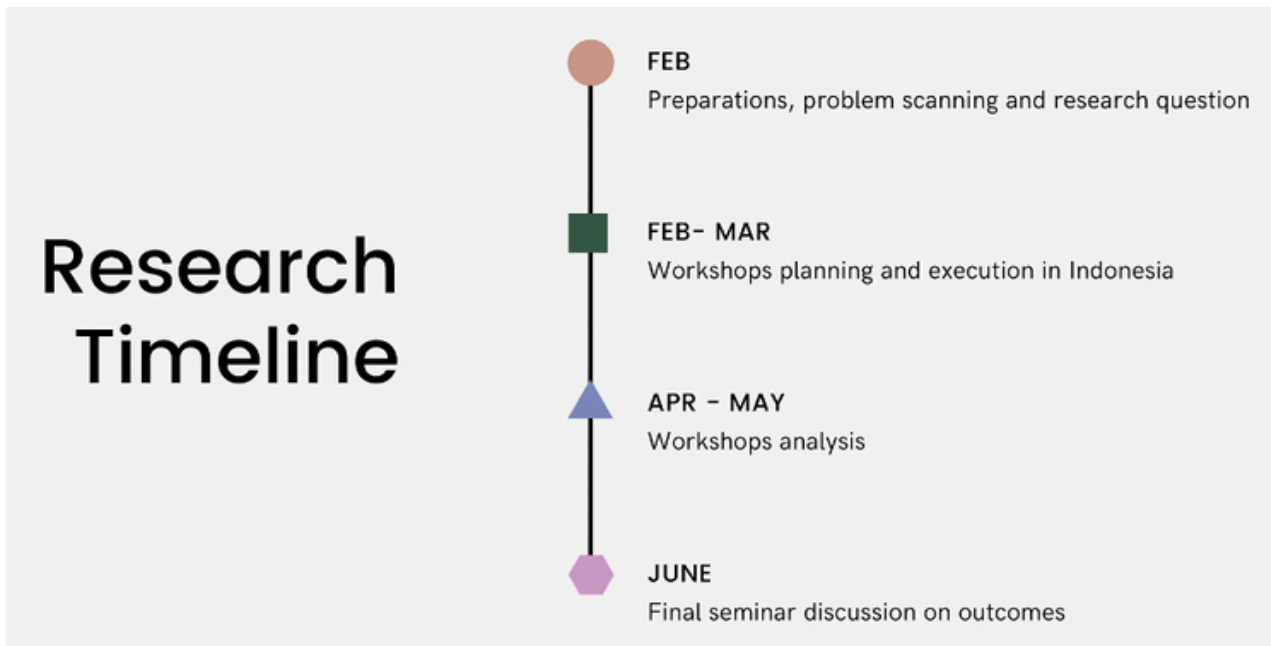 Research
Timeline
FEB
Preparations, problem scanning and research question
FEB- MAR
Workshops planning and execution in Indonesia
APR - MAY
Workshops analysis
JUNE
Final seminar discussion on outcomes